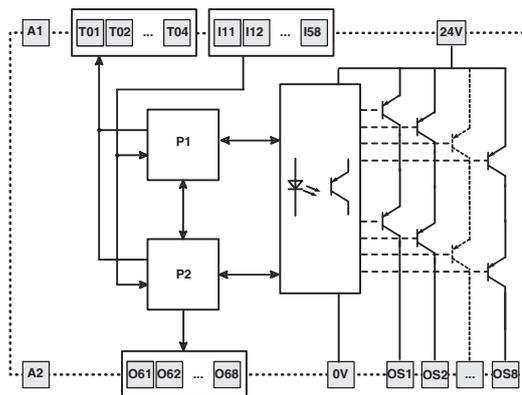 A1 T01 T02 ... T04 I11 I12 ... I58 24V
P1
P2
A2 O61 O62 ... O68 0V OS1 OS2 ... OS8